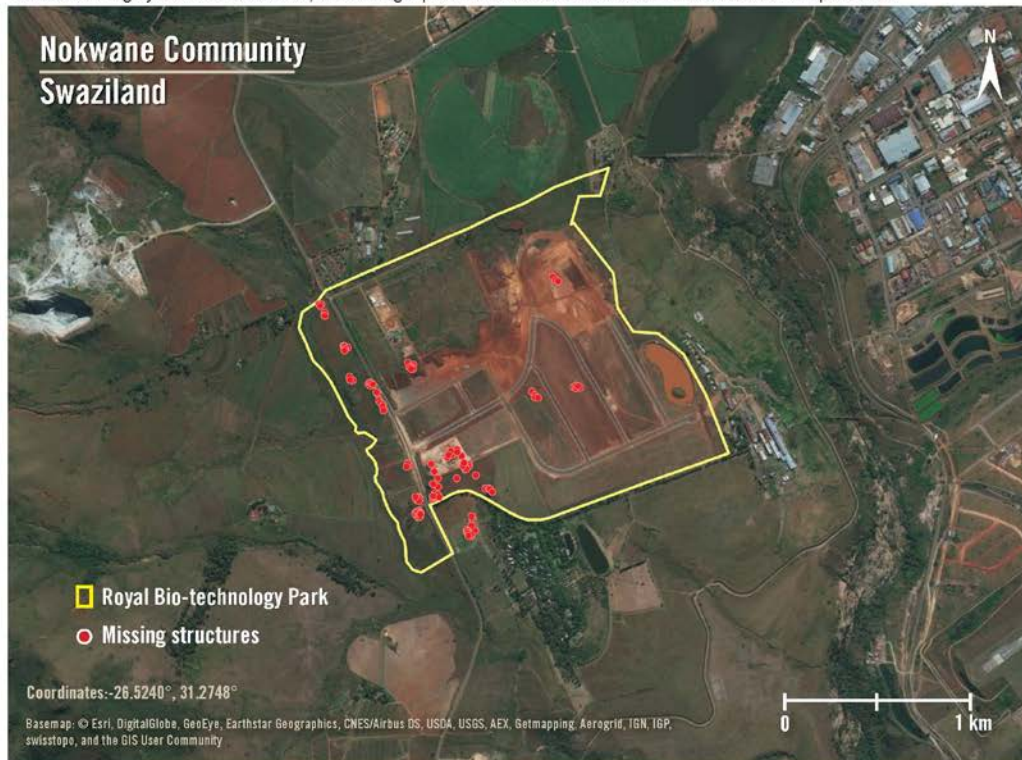 Nokwane Community
Swaziland
N
Royal Bio-technology Park
Missing structures
Coordinates:-26.5240°, 31.2748°
0
1 km
Basemap: © Esri, DigitalGlobe, GeoEye, Earthstar Geographics, CNES/Airbus DS, USDA, USGS, AEX, Getmapping, Aerogrid, IGN, IGP,
swisstopo, and the GIS User Community